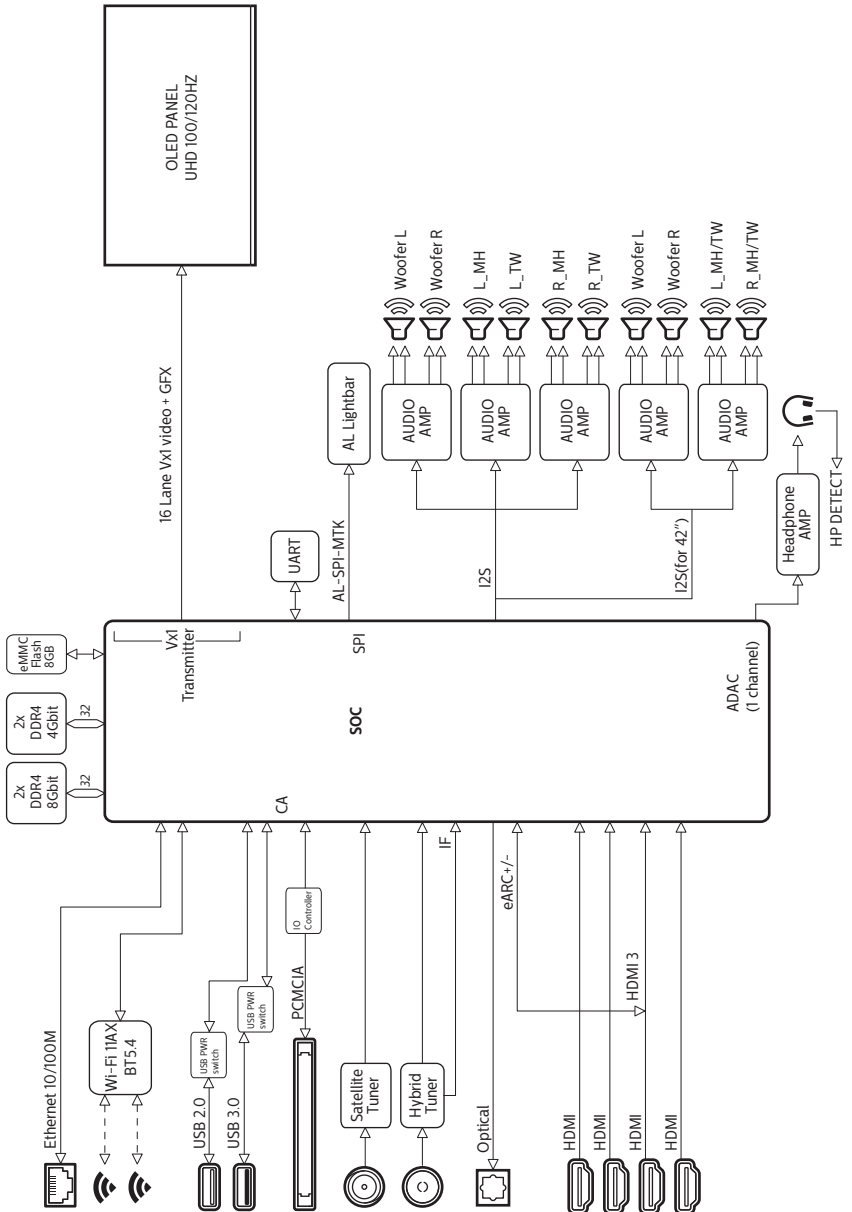 OLED PANEL
UHD 100/120HZ
16 Lane Vx1 video + GFX
eMMC
Flash
8GB
2x
DDR4
4Gbit
32
2x
DDR4
8Gbit
32
Vx1
Transmitter
UART
AL-SPI-MTK
AL Lightbar
SPI
SOC
CA
I2S
I2S(for 42")
AUDIO
AMP
AUDIO
AMP
AUDIO
AMP
AUDIO
AMP
AUDIO
AMP
Woofer L
Woofer R
L_MH
L_TW
R_MH
R_TW
Woofer L
Woofer R
L_MH/TW
R_MH/TW
ADAC
(1 channel)
Headphone
AMP
HP DETECT
Ethernet 10/100M
Wi-Fi 11AX
BT5.4
USB 2.0
USB PWR
switch
USB 3.0
USB PWR
switch
PCMCIA
IO
Controller
Satellite
Tuner
Hybrid
Tuner
IF
Optical
eARC+/-
HDMI 3
HDMI
HDMI
HDMI
HDMI